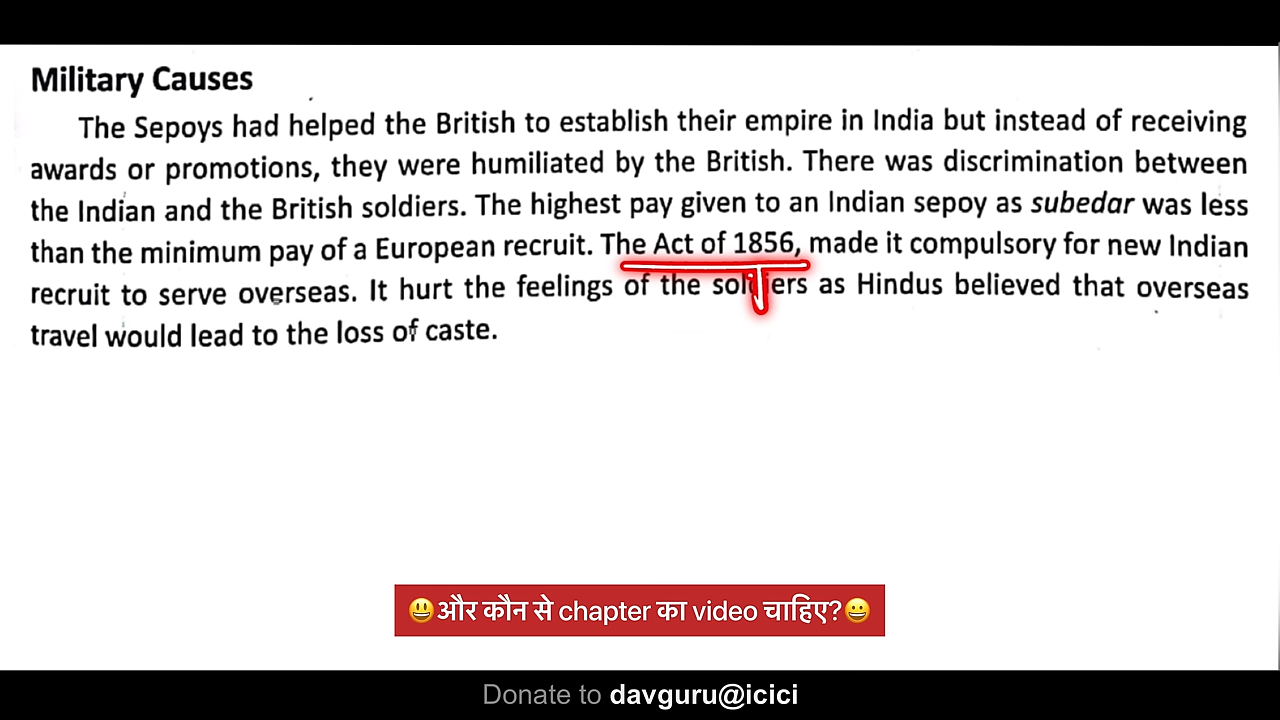 Military Causes
The Sepoys had helped the British to establish their empire in India but instead of receiving
awards or promotions, they were humiliated by the British. There was discrimination between
the Indian and the British soldiers. The highest pay given to an Indian sepoy as subedar was less
than the minimum pay of a European recruit. The Act of 1856, made it compulsory for new Indian
recruit to serve overseas. It hurt the feelings of the soldiers as Hindus believed that overseas
travel would lead to the loss of caste.
😃और कौन से chapter का video चाहिए?😀
Donate to davguru@icici